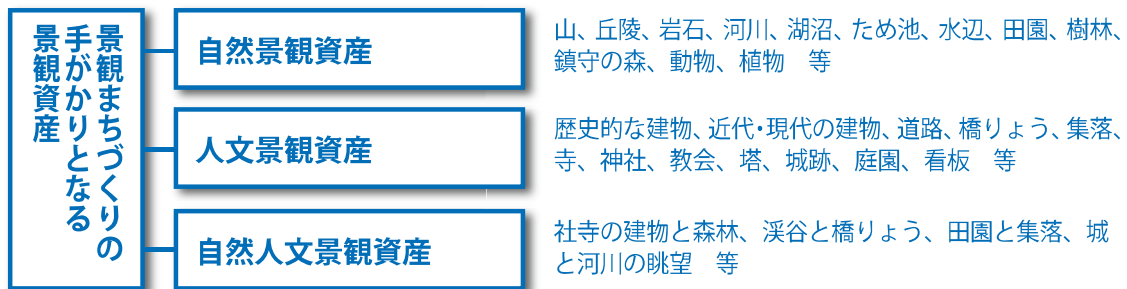 景観まちづくりの
手がかりとなる
景観資産
自然景観資産
山、丘陵、岩石、河川、湖沼、ため池、水辺、田園、樹林、
鎮守の森、動物、植物　等
人文景観資産
歴史的な建物、近代・現代の建物、道路、橋りょう、集落、
寺、神社、教会、塔、城跡、庭園、看板　等
自然人文景観資産
社寺の建物と森林、渓谷と橋りょう、田園と集落、城
と河川の眺望　等